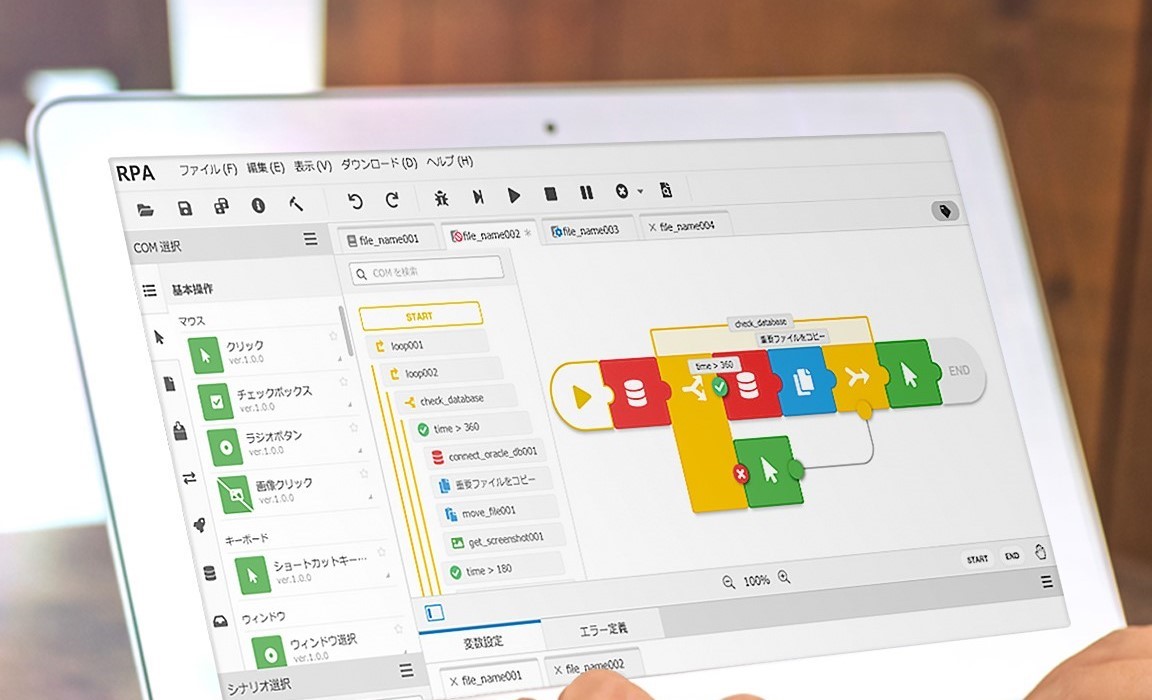 RPA ファイル(F) 編集(E) 表示(V) ダウンロード(D) ヘルプ(H)
COM 選択
file_name001
file_name002 *
file_name003
file_name004
COM を検索
基本操作
マウス
クリック
ver.1.0.0
チェックボックス
ver.1.0.0
ラジオボタン
ver.1.0.0
画像クリック
ver.1.0.0
キーボード
ショートカットキー…
ver.1.0.0
ウィンドウ
ウィンドウ選択
ver.1.0.0
シナリオ選択
START
loop001
loop002
check_database
time > 360
connect_oracle_db001
重要ファイルをコピー
move_file001
get_screenshot001
time > 180
check_database
重要ファイルをコピー
time > 360
END
START
END
100%
変数設定
エラー定義
file_name001
file_name002